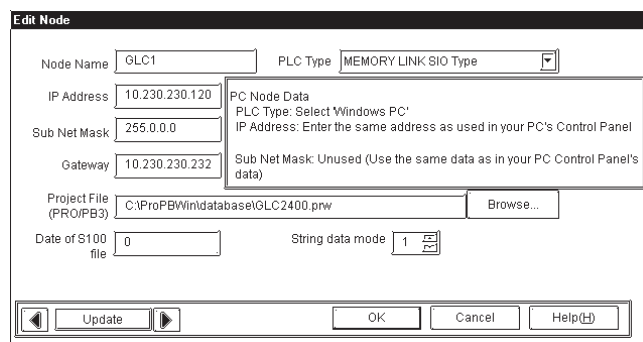 Edit Node
Node Name GLC1 PLC Type MEMORY LINK SIO Type
IP Address 10.230.230.120
Sub Net Mask 255.0.0.0
Gateway 10.230.230.232
PC Node Data
PLC Type: Select 'Windows PC'
IP Address: Enter the same address as used in your PC's Control Panel
Sub Net Mask: Unused (Use the same data as in your PC Control Panel's
data)
Project File
(PRO/PB3)
C:\ProPBWin\database\GLC2400.prw Browse...
Date of S100
file
0 String data mode 1
Update OK Cancel Help(H)